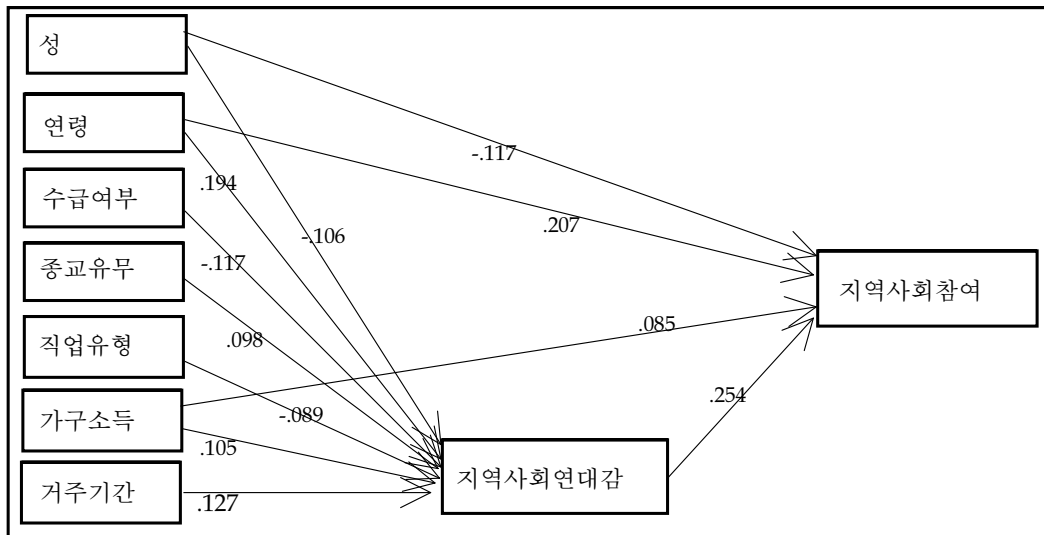 성
연령
수급여부
종교유무
직업유형
가구소득
거주기간
-.117
.194
.207
-.106
-.117
.098
.085
-.089
.105
.127
.254
지역사회연대감
지역사회참여